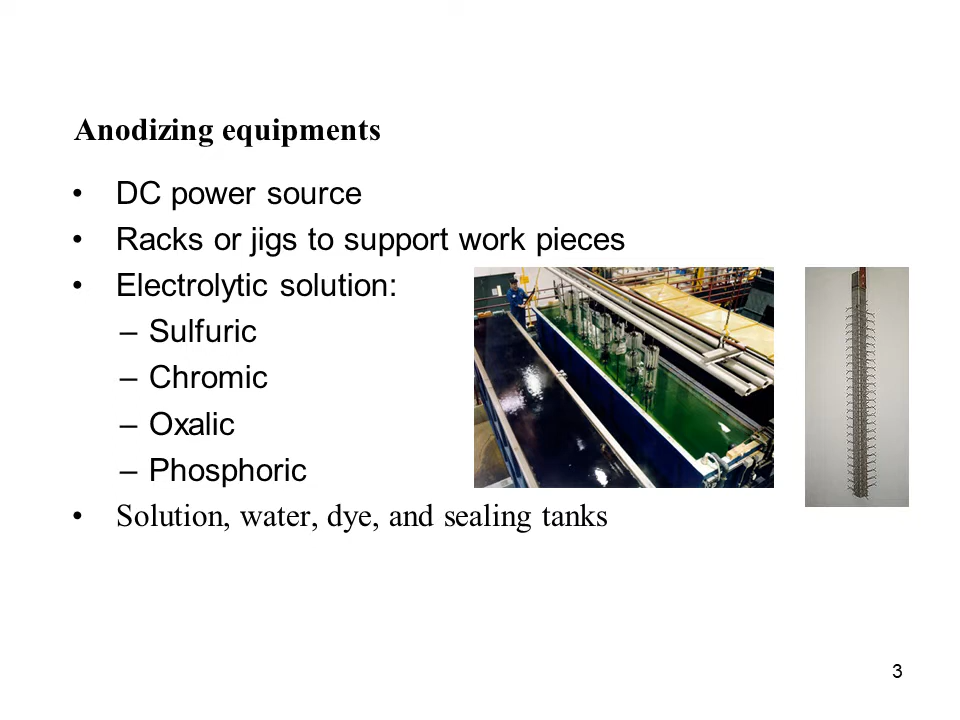 Anodizing equipments
• DC power source
• Racks or jigs to support work pieces
• Electrolytic solution:
– Sulfuric
– Chromic
– Oxalic
– Phosphoric
• Solution, water, dye, and sealing tanks
3